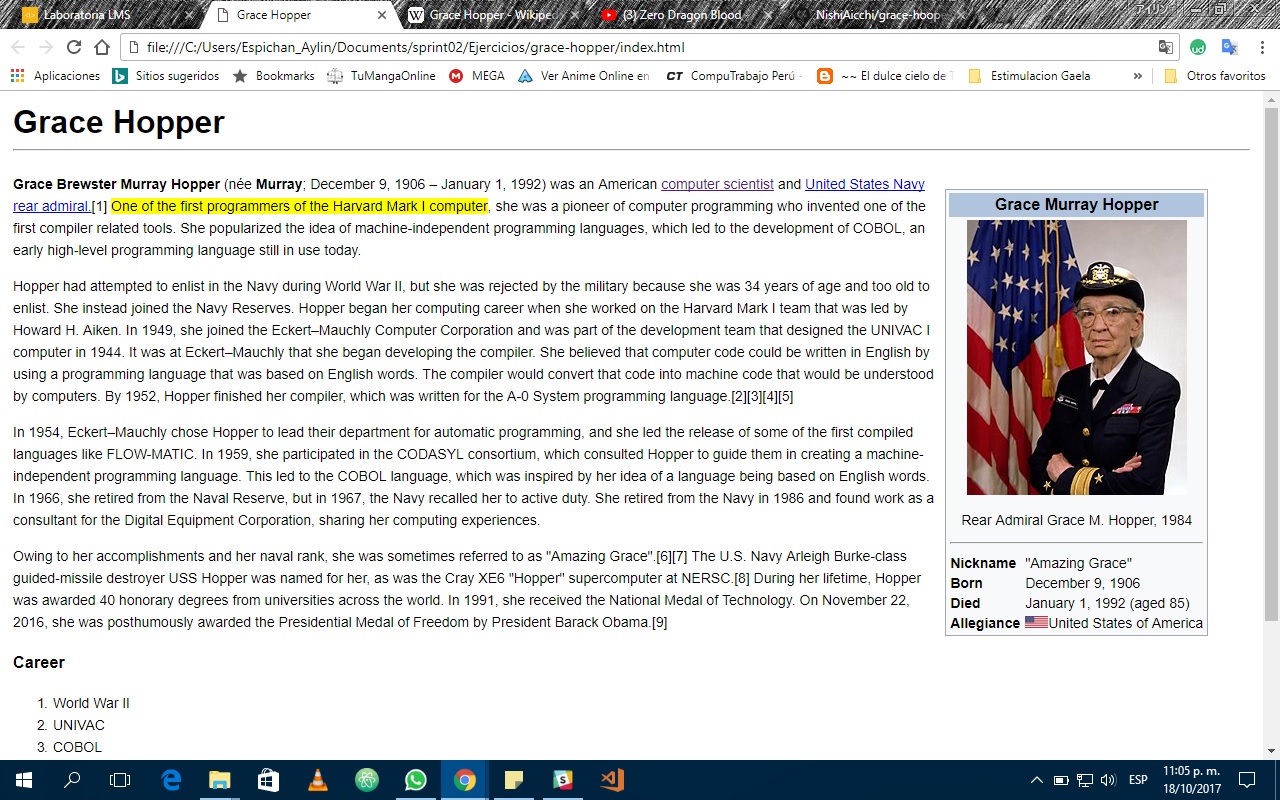 Laboratoria LMS
Grace Hopper
Grace Hopper - Wikiped
(3) Zero Dragon Blood
NishiAicchi/grace-hoop
file:///C:/Users/Espichan_Aylin/Documents/sprint02/Ejercicios/grace-hopper/index.html
Aplicaciones
Sitios sugeridos
Bookmarks
TuMangaOnline
MEGA
Ver Anime Online en
CT CompuTrabajo Perú -
~~ El dulce cielo de T
Estimulacion Gaela
»
Otros favoritos
Grace Hopper
Grace Brewster Murray Hopper (née Murray; December 9, 1906 – January 1, 1992) was an American computer scientist and United States Navy
rear admiral.[1] One of the first programmers of the Harvard Mark I computer, she was a pioneer of computer programming who invented one of the
first compiler related tools. She popularized the idea of machine-independent programming languages, which led to the development of COBOL, an
early high-level programming language still in use today.
Hopper had attempted to enlist in the Navy during World War II, but she was rejected by the military because she was 34 years of age and too old to
enlist. She instead joined the Navy Reserves. Hopper began her computing career when she worked on the Harvard Mark I team that was led by
Howard H. Aiken. In 1949, she joined the Eckert–Mauchly Computer Corporation and was part of the development team that designed the UNIVAC I
computer in 1944. It was at Eckert–Mauchly that she began developing the compiler. She believed that computer code could be written in English by
using a programming language that was based on English words. The compiler would convert that code into machine code that would be understood
by computers. By 1952, Hopper finished her compiler, which was written for the A-0 System programming language.[2][3][4][5]
In 1954, Eckert–Mauchly chose Hopper to lead their department for automatic programming, and she led the release of some of the first compiled
languages like FLOW-MATIC. In 1959, she participated in the CODASYL consortium, which consulted Hopper to guide them in creating a machine-
independent programming language. This led to the COBOL language, which was inspired by her idea of a language being based on English words.
In 1966, she retired from the Naval Reserve, but in 1967, the Navy recalled her to active duty. She retired from the Navy in 1986 and found work as a
consultant for the Digital Equipment Corporation, sharing her computing experiences.
Owing to her accomplishments and her naval rank, she was sometimes referred to as "Amazing Grace".[6][7] The U.S. Navy Arleigh Burke-class
guided-missile destroyer USS Hopper was named for her, as was the Cray XE6 "Hopper" supercomputer at NERSC.[8] During her lifetime, Hopper
was awarded 40 honorary degrees from universities across the world. In 1991, she received the National Medal of Technology. On November 22,
2016, she was posthumously awarded the Presidential Medal of Freedom by President Barack Obama.[9]
Career
1. World War II
2. UNIVAC
3. COBOL
Grace Murray Hopper
Rear Admiral Grace M. Hopper, 1984
Nickname "Amazing Grace"
Born December 9, 1906
Died January 1, 1992 (aged 85)
Allegiance United States of America
ESP
11:05 p. m.
18/10/2017